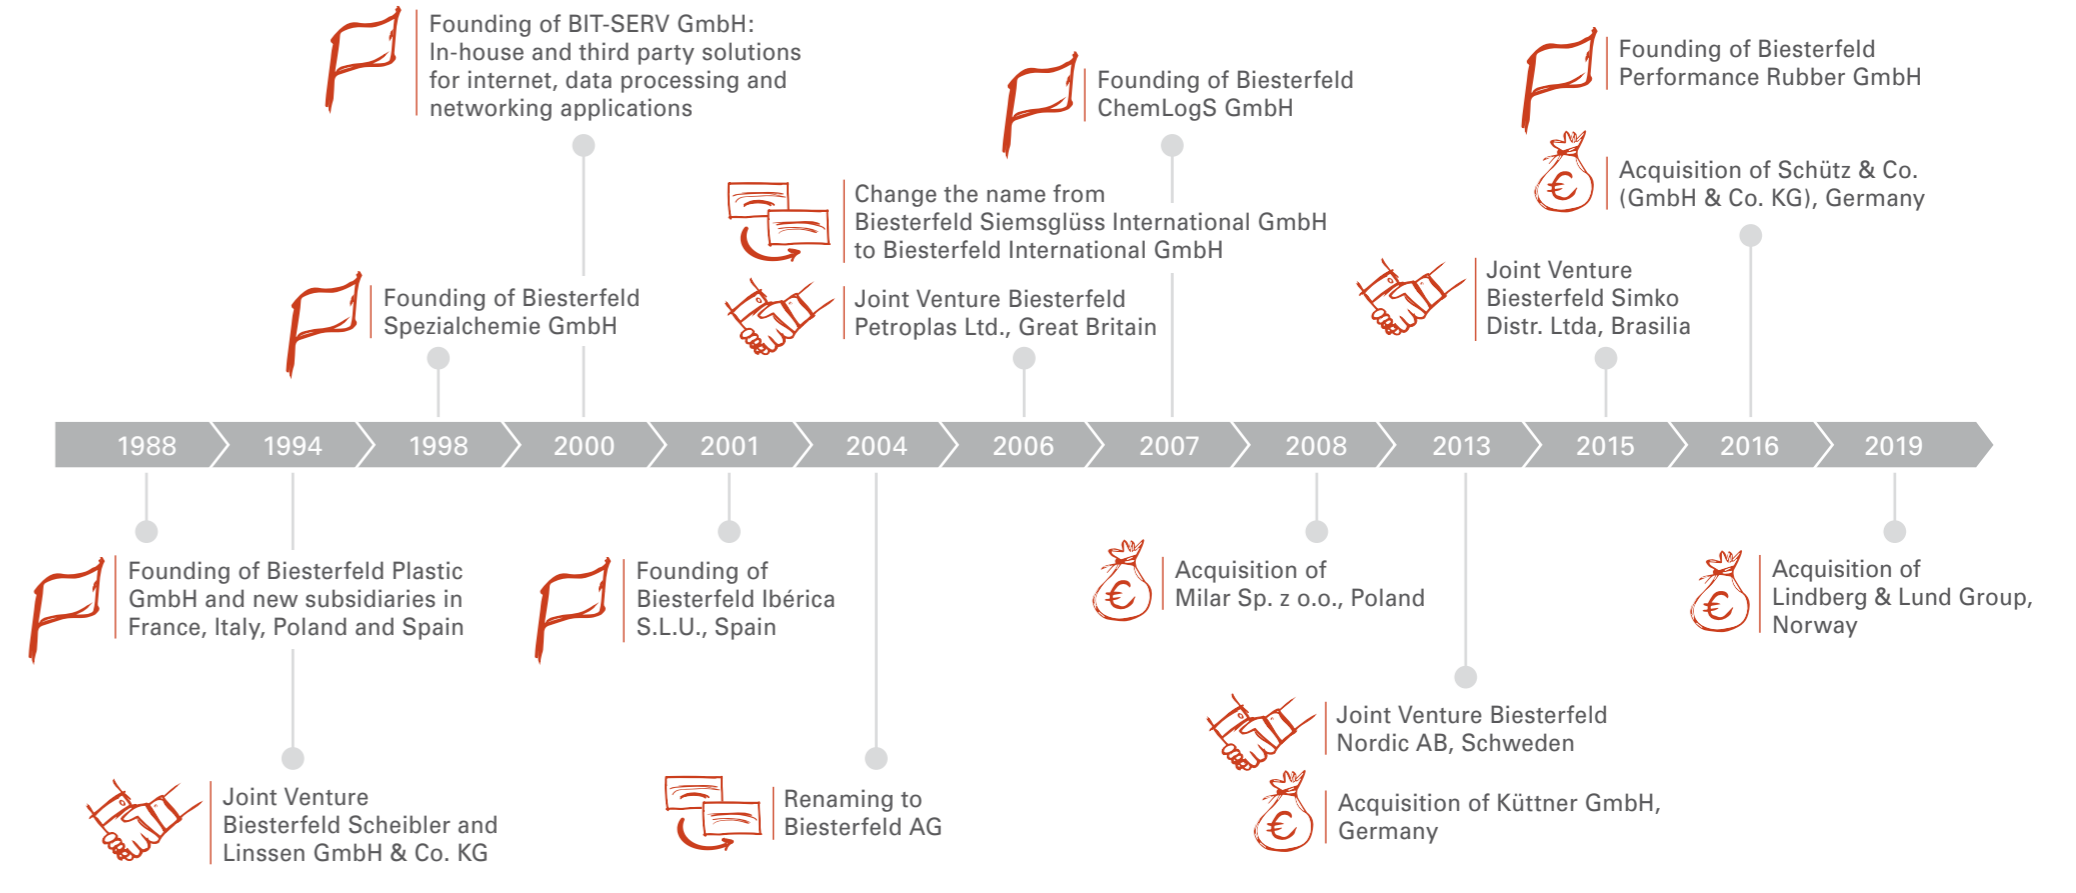 Founding of BIT-SERV GmbH:
In-house and third party solutions
for internet, data processing and
networking applications
Founding of Biesterfeld
ChemLogS GmbH
Founding of Biesterfeld
Performance Rubber GmbH
Acquisition of Schütz & Co.
(GmbH & Co. KG), Germany
Change the name from
Biesterfeld Siemsglüss International GmbH
to Biesterfeld International GmbH
Joint Venture
Biesterfeld Simko
Distr. Ltda, Brasilia
Founding of Biesterfeld
Spezialchemie GmbH
Joint Venture Biesterfeld
Petroplas Ltd., Great Britain
1988 1994 1998 2000 2001 2004 2006 2007 2008 2013 2015 2016 2019
Founding of Biesterfeld Plastic
GmbH and new subsidiaries in
France, Italy, Poland and Spain
Founding of
Biesterfeld Ibérica
S.L.U., Spain
€
Acquisition of
Milar Sp. z o.o., Poland
€
Acquisition of
Lindberg & Lund Group,
Norway
€
Joint Venture Biesterfeld
Nordic AB, Schweden
Joint Venture
Biesterfeld Scheibler and
Linssen GmbH & Co. KG
Renaming to
Biesterfeld AG
€
Acquisition of Küttner GmbH,
Germany